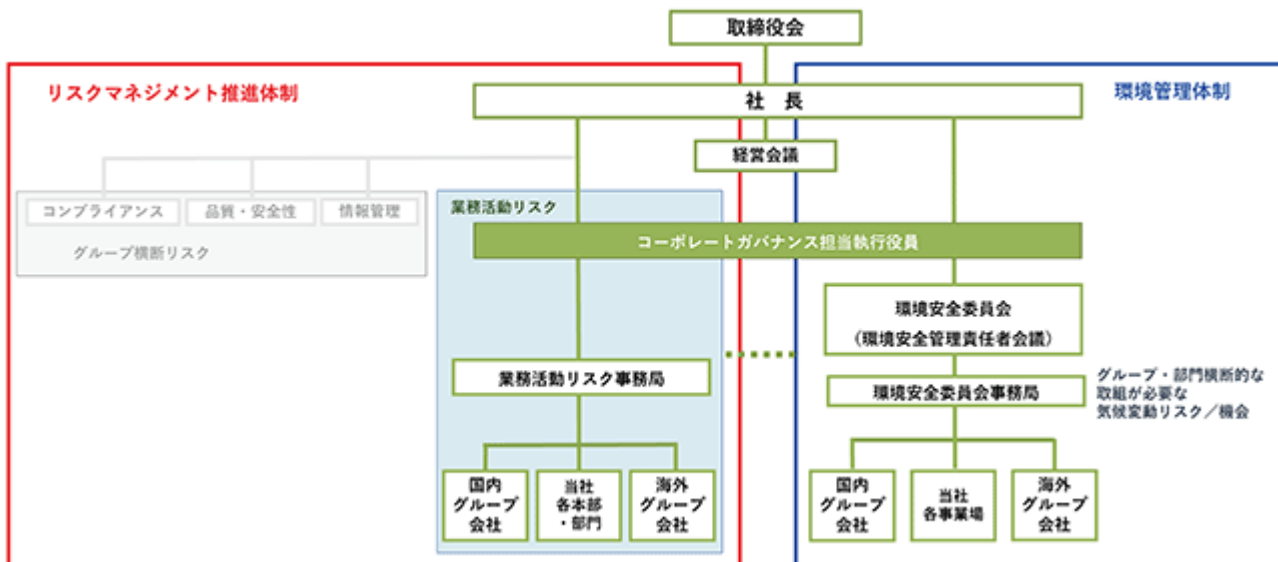 取締役会
リスクマネジメント推進体制
社　長
環境管理体制
経営会議
コンプライアンス
品質・安全性
情報管理
グループ横断リスク
業務活動リスク
コーポレートガバナンス担当執行役員
環境安全委員会
（環境安全管理責任者会議）
業務活動リスク事務局
環境安全委員会事務局
グループ・部門横断的な
取組が必要な
気候変動リスク／機会
国内
グループ
会社
当社
各本部
・部門
海外
グループ
会社
国内
グループ
会社
当社
各事業場
海外
グループ
会社